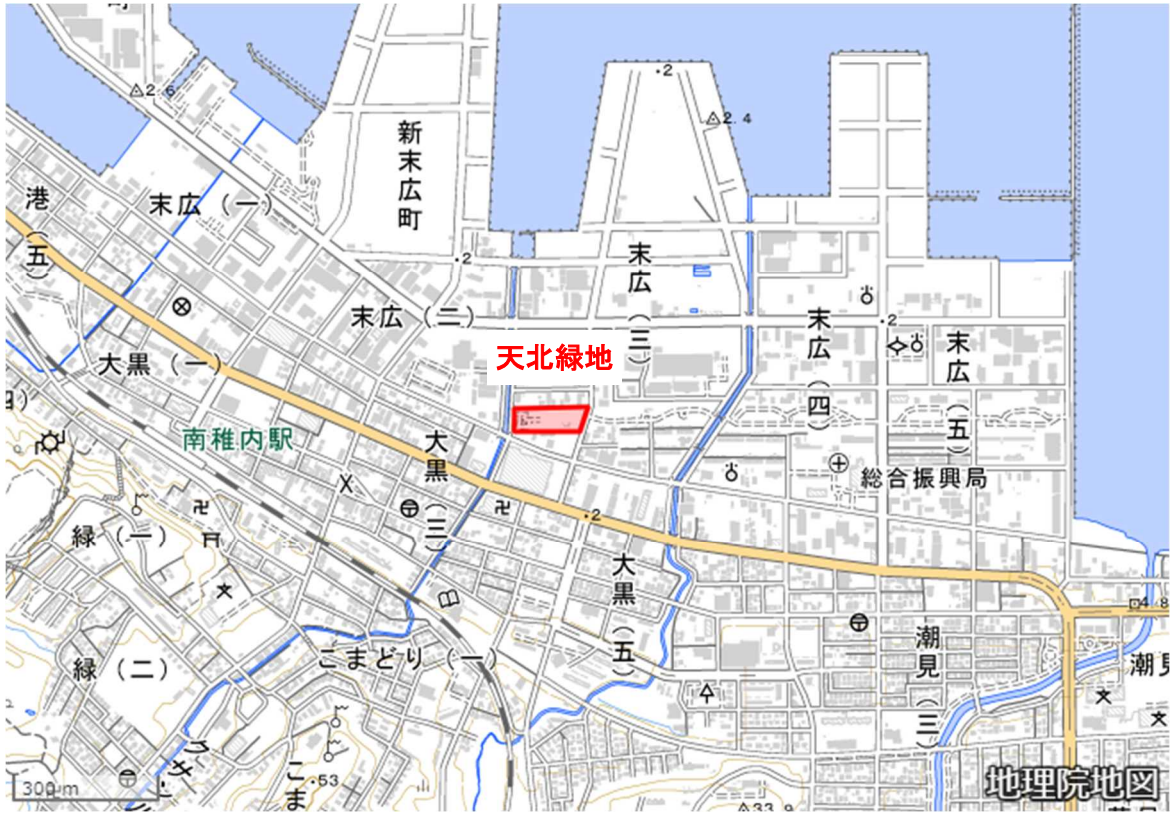 町
2.6
2
2.4
新末広町
港(五)
末広(一)
末広(三)
2
末広(二)
末広(四)
2
末広(五)
天北緑地
大黒(一)
四)
南稚内駅
大黒(三)
総合振興局
2
緑(一)
大黒(五)
4.8
潮見(三)
こまどり(一)
緑(二)
潮見
こま
53
300m
33.9
地理院地図